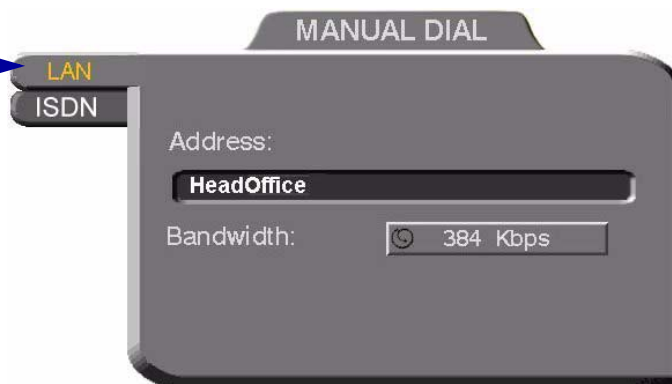 MANUAL DIAL
LAN
ISDN
Address:
HeadOffice
Bandwidth:
384 Kbps